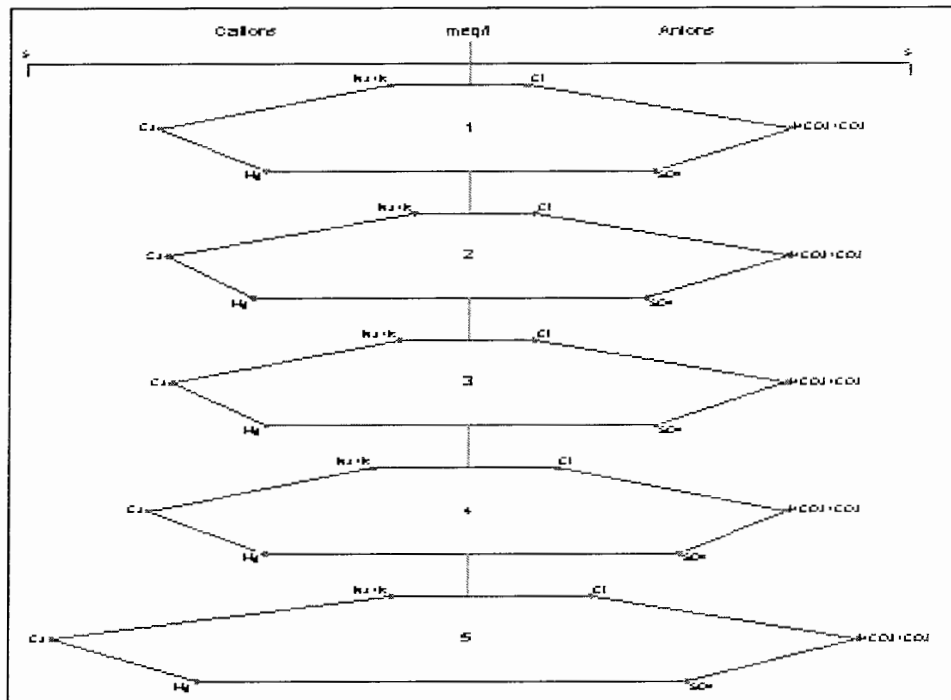 Cations meq/l Anions
Na+K Cl
Ca 1 HCO3+CO3
Mg SO4
Na+K Cl
Ca 2 HCO3+CO3
Mg SO4
Na+K Cl
Ca 3 HCO3+CO3
Mg SO4
Na+K Cl
Ca 4 HCO3+CO3
Mg SO4
Na+K Cl
Ca 5 HCO3+CO3
Mg SO4